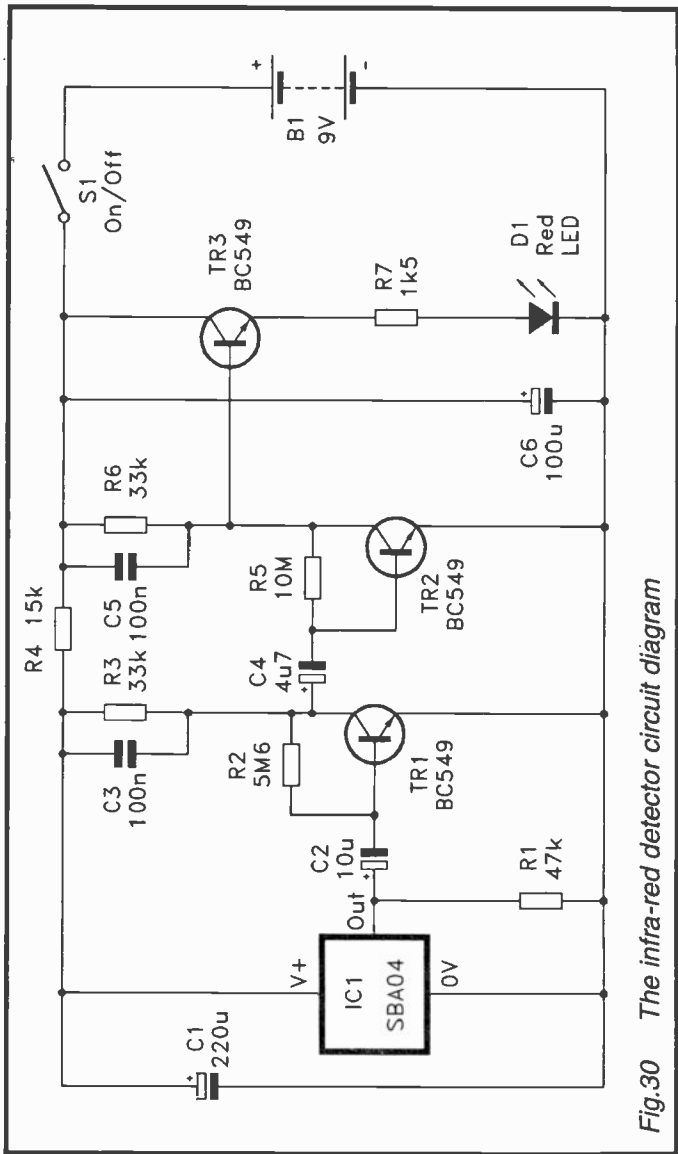 S1
On/Off
+
B1
9V
-
R4 15k
R3
33k
C3
100n
R6
33k
C5
100n
TR3
BC549
R7
1k5
D1
Red
LED
C1
+
220u
V+
IC1
SBA04
Out
0V
C2
10u
+
R2
5M6
TR1
BC549
R1
47k
C4
4u7
+
R5
10M
TR2
BC549
C6
100u
+
Fig.30 The infra-red detector circuit diagram